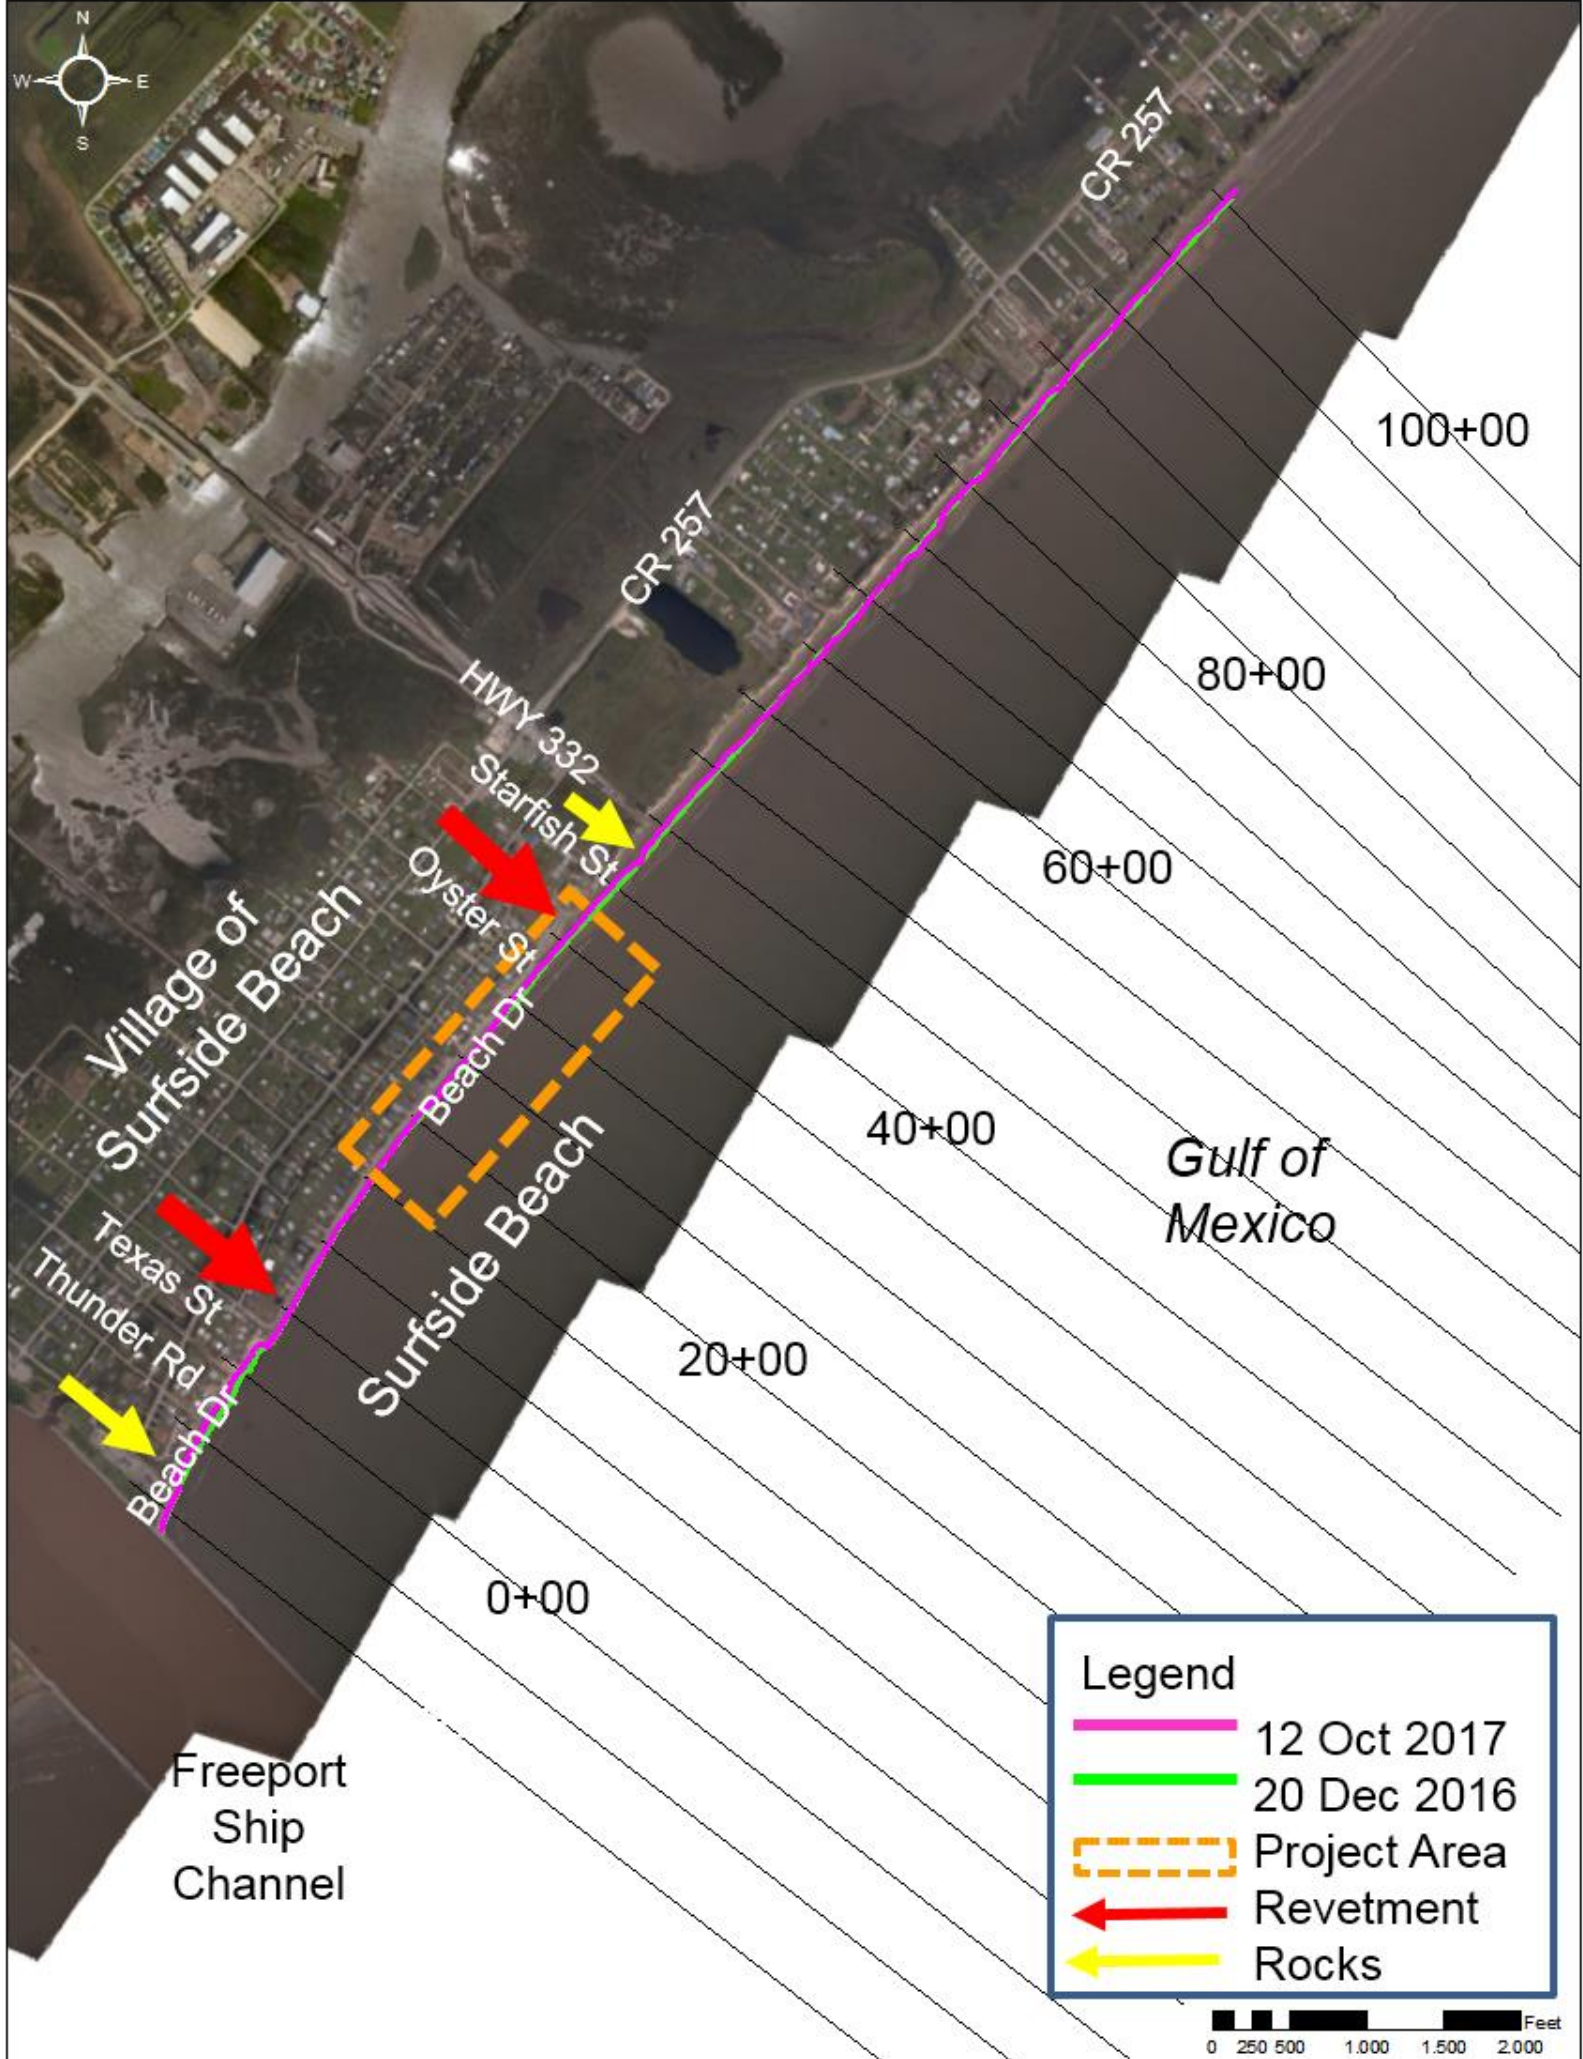 N
W
E
S
CR 257
100+00
CR 257
80+00
HWY 332
Starfish St
60+00
Oyster St
Village of
Surfside Beach
Beach Dr
40+00
Gulf of
Mexico
Surfside Beach
Texas St
Thunder Rd
20+00
Beach Dr
0+00
Freeport
Ship
Channel
Legend
12 Oct 2017
20 Dec 2016
Project Area
Revetment
Rocks
Feet
0 250 500 1.000 1.500 2.000